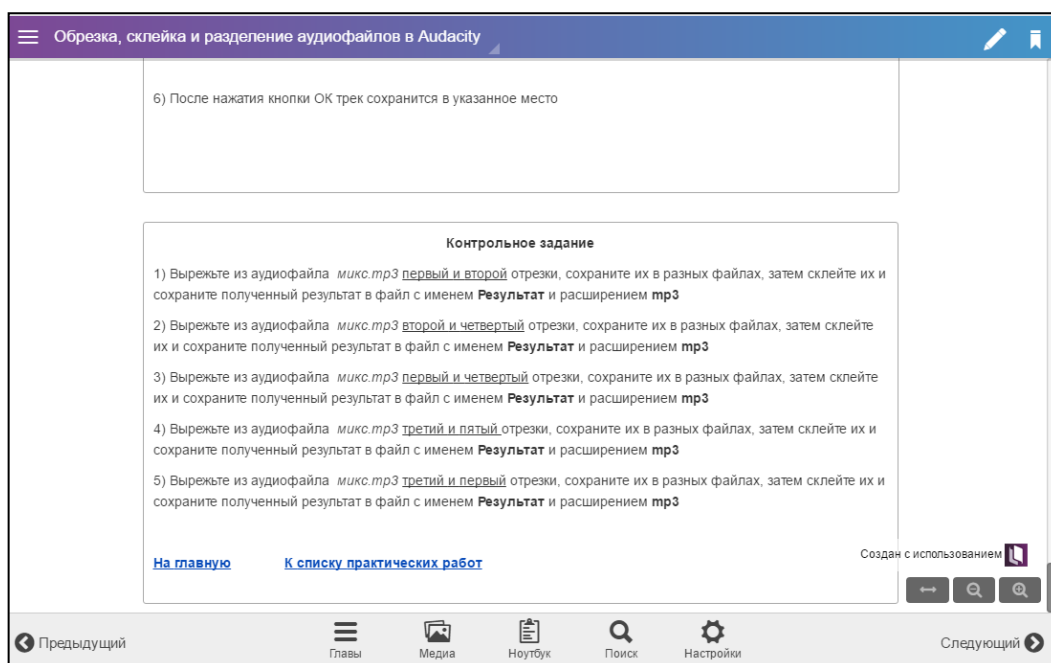 Обрезка, склейка и разделение аудиофайлов в Audacity
6) После нажатия кнопки ОК трек сохранится в указанное место
Контрольное задание
1) Вырежьте из аудиофайла микс.mp3 первый и второй отрезки, сохраните их в разных файлах, затем склейте их и
сохраните полученный результат в файл с именем Результат и расширением mp3
2) Вырежьте из аудиофайла микс.mp3 второй и четвертый отрезки, сохраните их в разных файлах, затем склейте
их и сохраните полученный результат в файл с именем Результат и расширением mp3
3) Вырежьте из аудиофайла микс.mp3 первый и четвертый отрезки, сохраните их в разных файлах, затем склейте
их и сохраните полученный результат в файл с именем Результат и расширением mp3
4) Вырежьте из аудиофайла микс.mp3 третий и пятый отрезки, сохраните их в разных файлах, затем склейте их и
сохраните полученный результат в файл с именем Результат и расширением mp3
5) Вырежьте из аудиофайла микс.mp3 третий и первый отрезки, сохраните их в разных файлах, затем склейте их и
сохраните полученный результат в файл с именем Результат и расширением mp3
На главную К списку практических работ
Создан с использованием
Предыдущий Главы Медиа Ноутбук Поиск Настройки Следующий